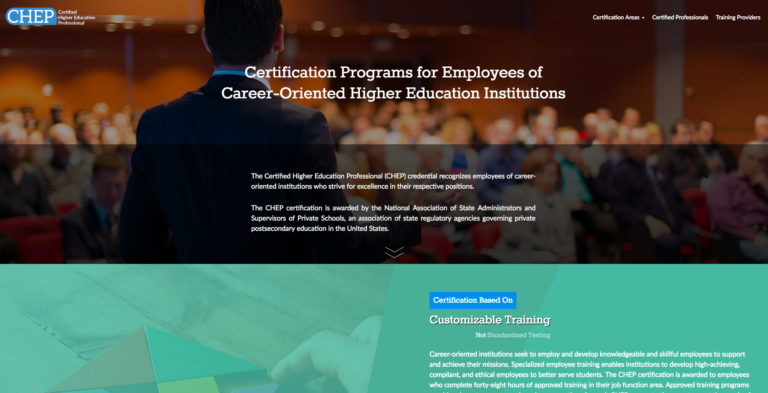 CHEP
Certified
Higher Education
Professional
Certification Areas
Certified Professionals
Training Providers
Certification Programs for Employees of
Career-Oriented Higher Education Institutions
The Certified Higher Education Professional (CHEP) credential recognizes employees of career-
oriented institutions who strive for excellence in their respective positions.
The CHEP certification is awarded by the National Association of State Administrators and
Supervisors of Private Schools, an association of state regulatory agencies governing private
postsecondary education in the United States.
Certification Based On
Customizable Training
Not Standardized Testing
Career-oriented institutions seek to employ and develop knowledgeable and skillful employees to support
and achieve their missions. Specialized employee training enables institutions to develop high-achieving,
compliant, and ethical employees to better serve students. The CHEP certification is awarded to employees
who complete forty-eight hours of approved training in their job function area. Approved training programs